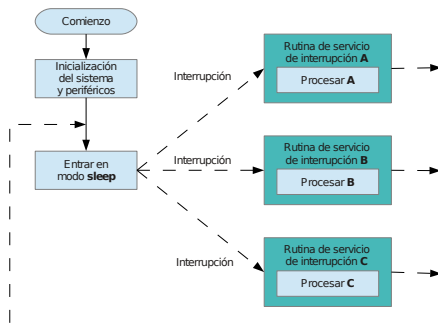 Comienzo
Inicialización
del sistema
y periféricos
Entrar en
modo sleep
Interrupción
Rutina de servicio
de interrupción A
Procesar A
Interrupción
Rutina de servicio
de interrupción B
Procesar B
Interrupción
Rutina de servicio
de interrupción C
Procesar C